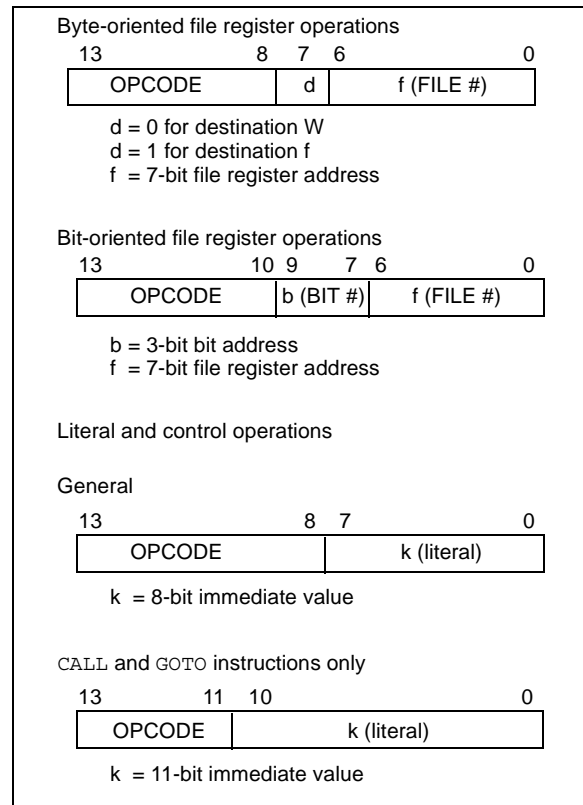 Byte-oriented file register operations
13 8 7 6 0
OPCODE d f (FILE #)
d = 0 for destination W
d = 1 for destination f
f = 7-bit file register address
Bit-oriented file register operations
13 10 9 7 6 0
OPCODE b (BIT #) f (FILE #)
b = 3-bit bit address
f = 7-bit file register address
Literal and control operations
General
13 8 7 0
OPCODE k (literal)
k = 8-bit immediate value
CALL and GOTO instructions only
13 11 10 0
OPCODE k (literal)
k = 11-bit immediate value